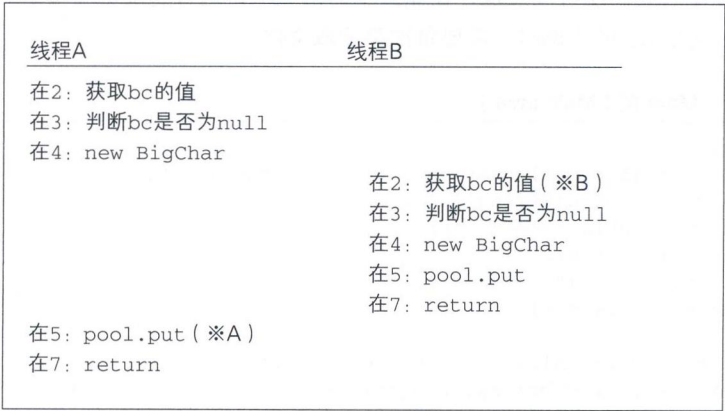 线程A 线程B
在2：获取bc的值
在3：判断bc是否为null
在4：new BigChar
在2：获取bc的值（※B）
在3：判断bc是否为null
在4：new BigChar
在5：pool.put
在7：return
在5：pool.put（※A）
在7：return